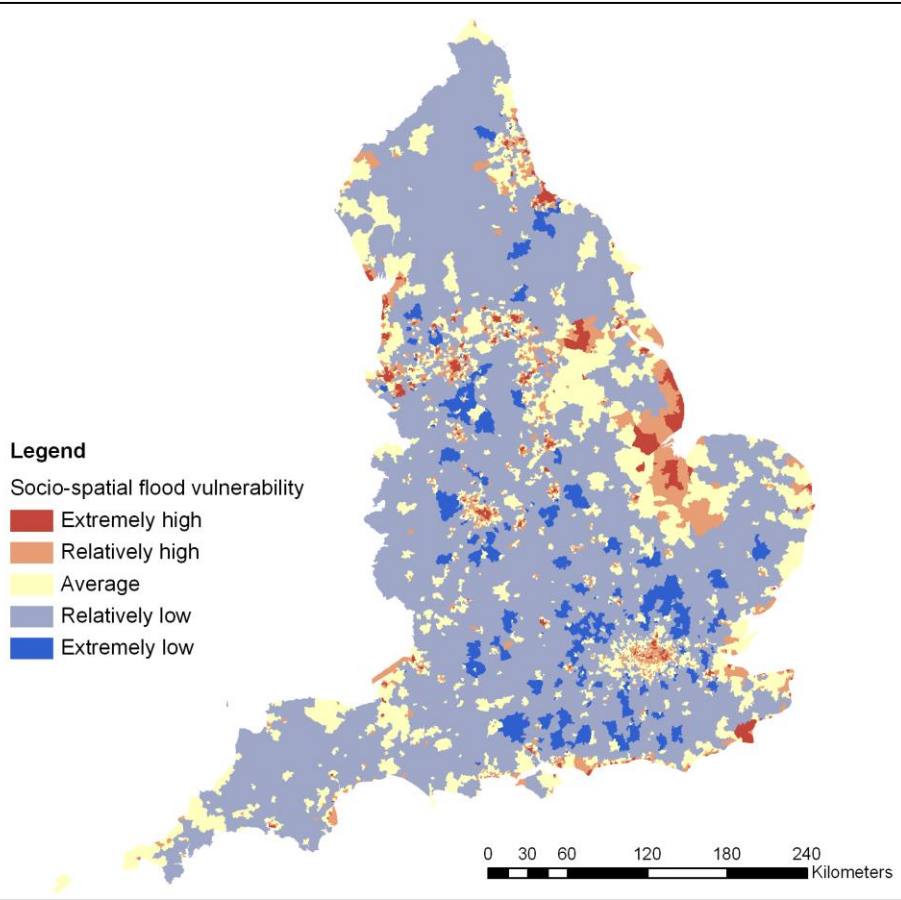 Legend
Socio-spatial flood vulnerability
Extremely high
Relatively high
Average
Relatively low
Extremely low
0 30 60 120 180 240
Kilometers